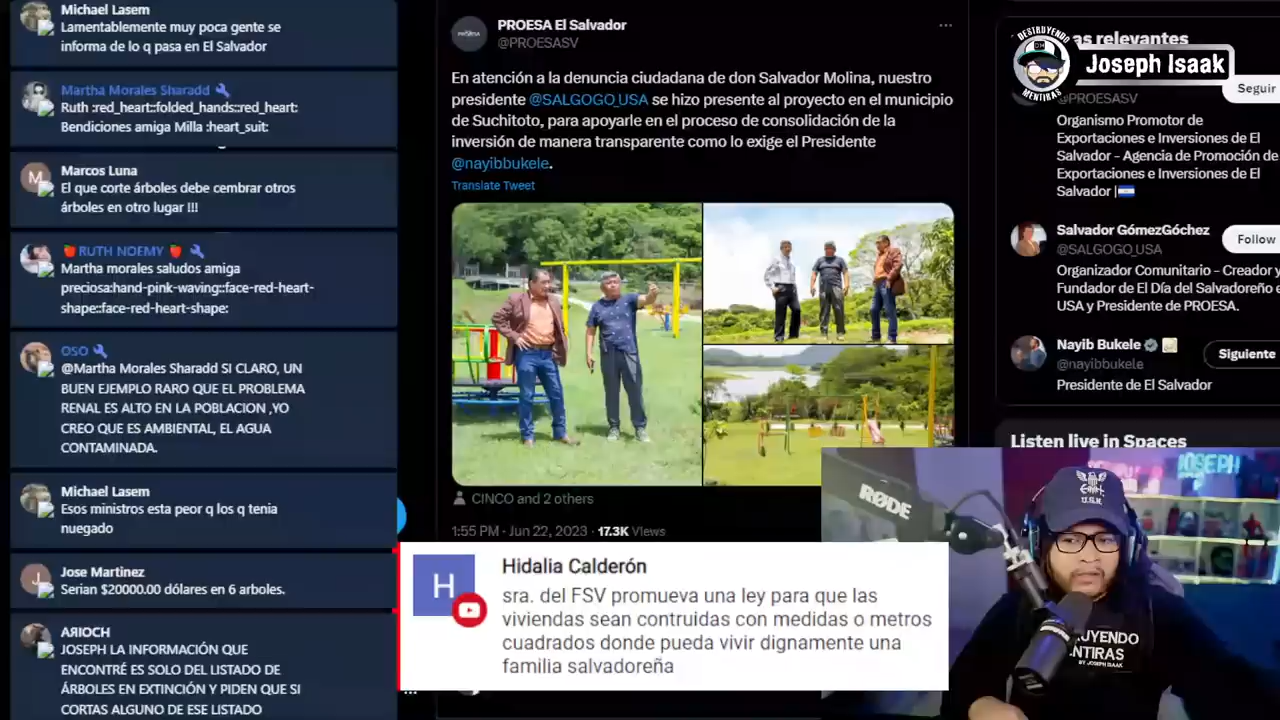 Michael Lasem
Lamentablemente muy poca gente se
informa de lo q pasa en El Salvador
Martha Morales Sharadd
Ruth :red_heart::folded_hands::red_heart:
Bendiciones amiga Milla :heart_suit:
M
Marcos Luna
El que corte árboles debe cembrar otros
árboles en otro lugar !!!
RUTH NOEMY
Martha morales saludos amiga
preciosa:hand-pink-waving::face-red-heart-
shape:face-red-heart-shape:
OSO
@Martha Morales Sharadd SI CLARO, UN
BUEN EJEMPLO RARO QUE EL PROBLEMA
RENAL ES ALTO EN LA POBLACION ,YO
CREO QUE ES AMBIENTAL, EL AGUA
CONTAMINADA.
Michael Lasem
Esos ministros esta peor q los q tenia
nuegado
J
Jose Martinez
Serian $20000.00 dólares en 6 arboles.
AЯIOCH
JOSEPH LA INFORMACIÓN QUE
ENCONTRÉ ES SOLO DEL LISTADO DE
ÁRBOLES EN EXTINCIÓN Y PIDEN QUE SI
CORTAS ALGUNO DE ESE LISTADO
PROESA El Salvador
@PROESASV
En atención a la denuncia ciudadana de don Salvador Molina, nuestro
presidente @SALGOGO_USA se hizo presente al proyecto en el municipio
de Suchitoto, para apoyarle en el proceso de consolidación de la
inversión de manera transparente como lo exige el Presidente
@nayibbukele.
Translate Tweet
CINCO and 2 others
1:55 PM · Jun 22, 2023 · 17.3K Views
H
Hidalia Calderón
sra. del FSV promueva una ley para que las
viviendas sean contruidas con medidas o metros
cuadrados donde pueda vivir dignamente una
familia salvadoreña
as relevantes
DESTRUYENDO
MENTIRAS
Joseph Isaak
Seguir
@PROESASV
Organismo Promotor de
Exportaciones e Inversiones de El
Salvador - Agencia de Promoción de
Exportaciones e Inversiones de El
Salvador |
Salvador GómezGóchez
Follow
@SALGOGO_USA
Organizador Comunitario - Creador y
Fundador de El Día del Salvadoreño e
USA y Presidente de PROESA.
Nayib Bukele
Siguiente
@nayibbukele
Presidente de El Salvador
Listen live in Spaces
RØDE
JOSEPH
RUYENDO
ENTIRAS
BY JOSEPH ISAAK